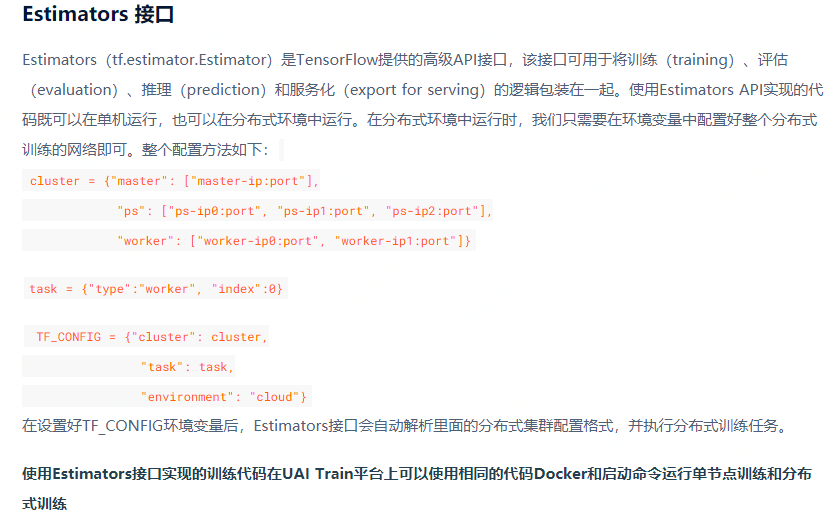 Estimators 接口
Estimators（tf.estimator.Estimator）是TensorFlow提供的高级API接口，该接口可用于将训练（training）、评估
（evaluation）、推理（prediction）和服务化（export for serving）的逻辑包装在一起。使用Estimators API实现的代
码既可以在单机运行，也可以在分布式环境中运行。在分布式环境中运行时，我们只需要在环境变量中配置好整个分布式
训练的网络即可。整个配置方法如下：
cluster = {"master": ["master-ip:port"],
"ps": ["ps-ip0:port", "ps-ip1:port", "ps-ip2:port"],
"worker": ["worker-ip0:port", "worker-ip1:port"]}
task = {"type":"worker", "index":0}
TF_CONFIG = {"cluster": cluster,
"task": task,
"environment": "cloud"}
在设置好TF_CONFIG环境变量后，Estimators接口会自动解析里面的分布式集群配置格式，并执行分布式训练任务。
使用Estimators接口实现的训练代码在UAI Train平台上可以使用相同的代码Docker和启动命令运行单节点训练和分布
式训练